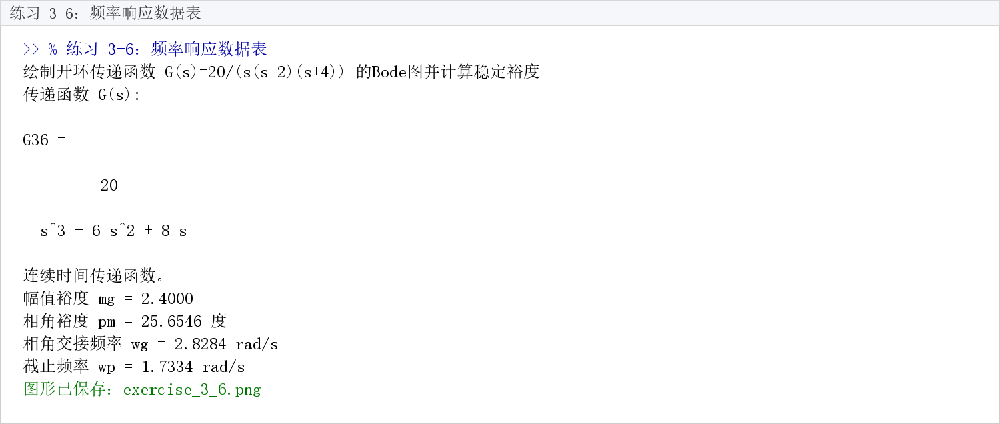 练习 3-6: 频率响应数据表
>> % 练习 3-6: 频率响应数据表
绘制开环传递函数 G(s)=20/(s(s+2)(s+4)) 的Bode图并计算稳定裕度
传递函数 G(s):
G36 =
20
-----------------
s^3 + 6 s^2 + 8 s
连续时间传递函数。
幅值裕度 mg = 2.4000
相角裕度 pm = 25.6546 度
相角交接频率 wg = 2.8284 rad/s
截止频率 wp = 1.7334 rad/s
图形已保存: exercise_3_6.png